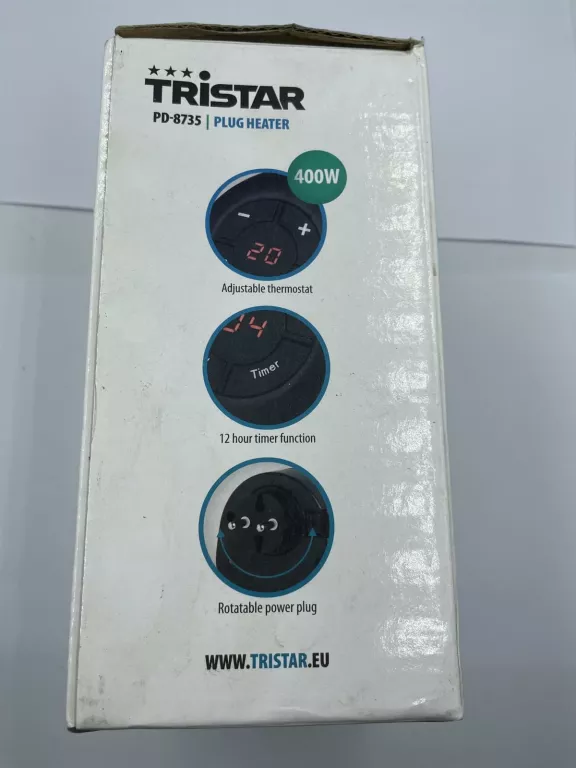 TRISTAR
PD-8735 | PLUG HEATER
400W
- +
20
Adjustable thermostat
04
Timer
12 hour timer function
Rotatable power plug
WWW.TRISTAR.EU